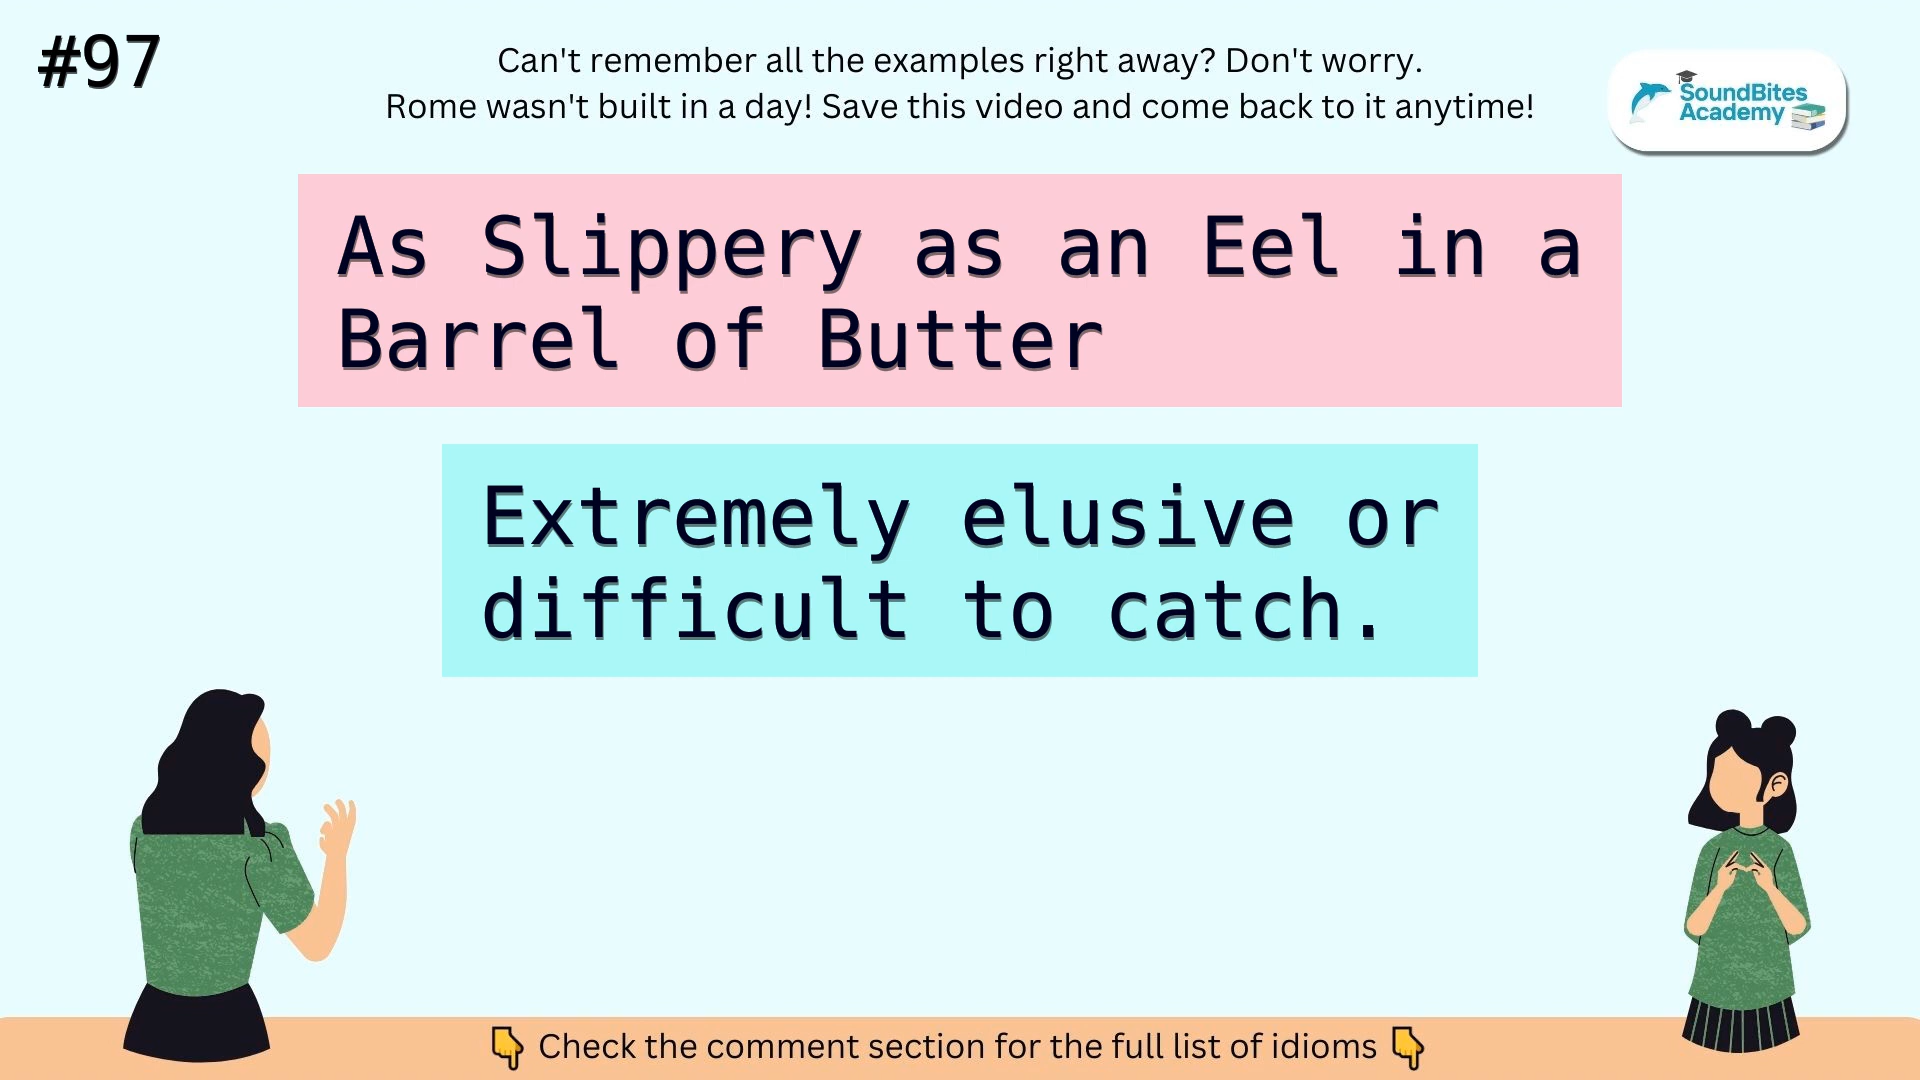 #97
Can't remember all the examples right away? Don't worry.
Rome wasn't built in a day! Save this video and come back to it anytime!
SoundBites
Academy
As Slippery as an Eel in a
Barrel of Butter
Extremely elusive or
difficult to catch.
👇 Check the comment section for the full list of idioms 👇